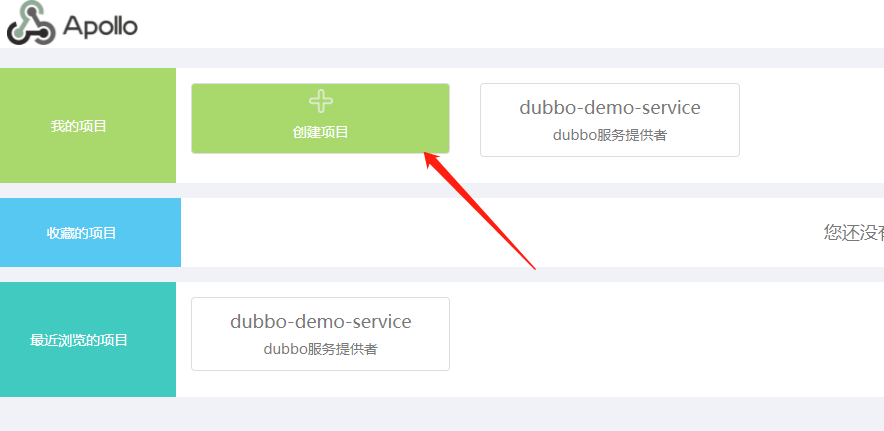 Apollo
我的项目
创建项目
dubbo-demo-service
dubbo服务提供者
收藏的项目
您还没有
最近浏览的项目
dubbo-demo-service
dubbo服务提供者